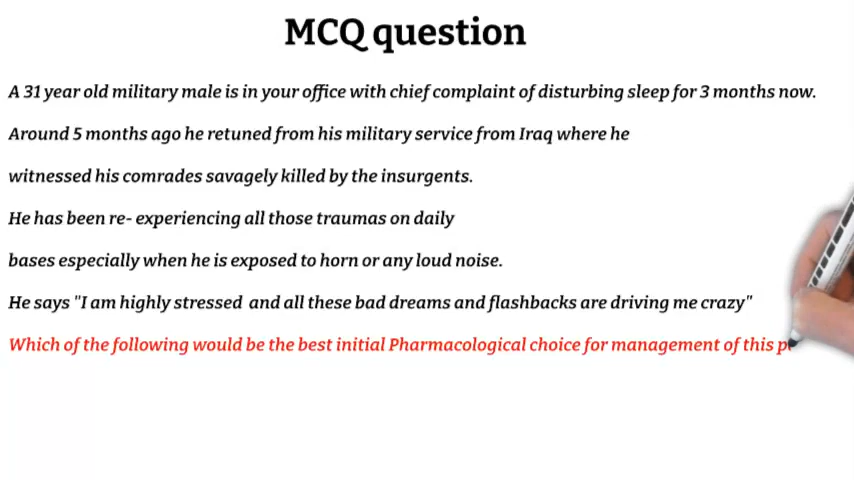 MCQ question
A 31 year old military male is in your office with chief complaint of disturbing sleep for 3 months now.
Around 5 months ago he retuned from his military service from Iraq where he
witnessed his comrades savagely killed by the insurgents.
He has been re- experiencing all those traumas on daily
bases especially when he is exposed to horn or any loud noise.
He says "I am highly stressed and all these bad dreams and flashbacks are driving me crazy"
Which of the following would be the best initial Pharmacological choice for management of this